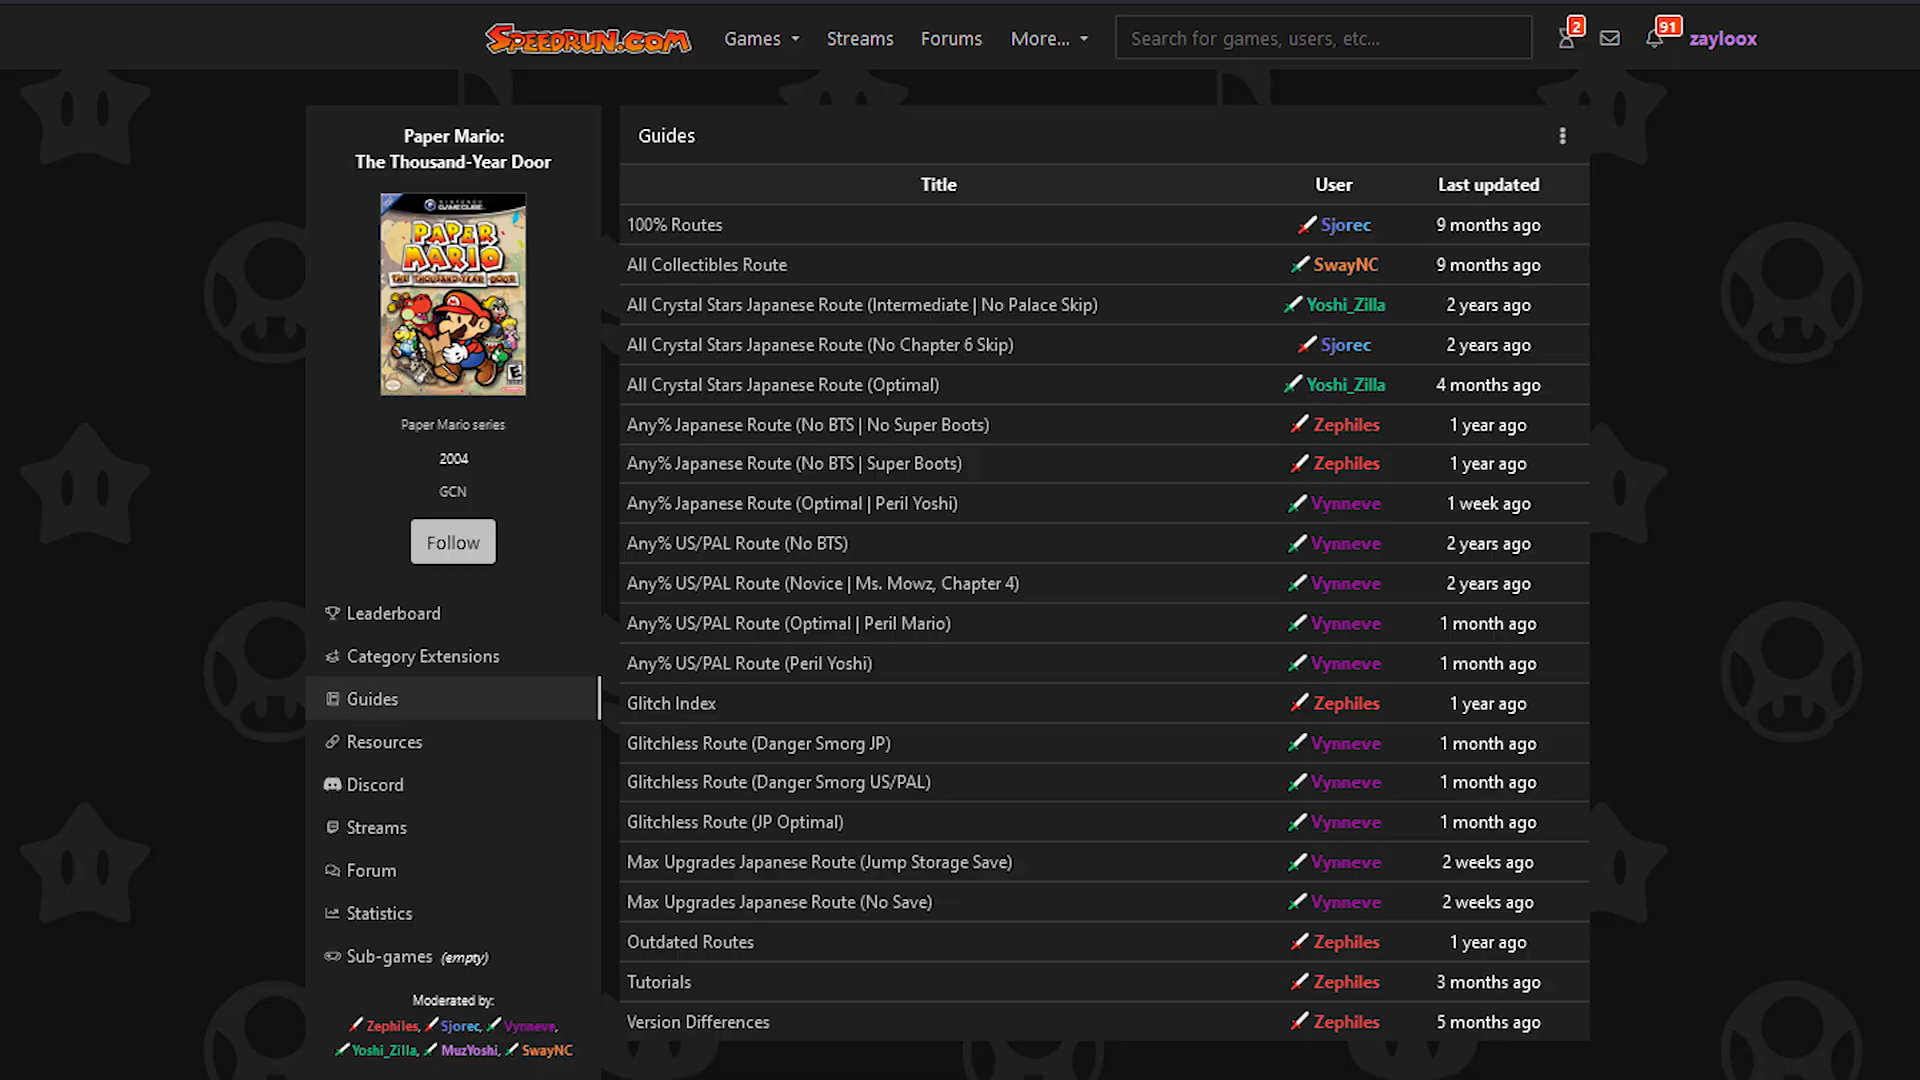 SPEEDRUN.COM Games Streams Forums More... Search for games, users, etc... 2 91 zayloox
Paper Mario:
The Thousand-Year Door
NINTENDO
GAMECUBE
PAPER
MARIO
THE THOUSAND-YEAR DOOR
E
Paper Mario series
2004
GCN
Follow
Leaderboard
Category Extensions
Guides
Resources
Discord
Streams
Forum
Statistics
Sub-games (empty)
Moderated by:
Zephiles, Sjorec, Vynneve,
Yoshi_Zilla, MuzYoshi, SwayNC
Guides
Title User Last updated
100% Routes Sjorec 9 months ago
All Collectibles Route SwayNC 9 months ago
All Crystal Stars Japanese Route (Intermediate | No Palace Skip) Yoshi_Zilla 2 years ago
All Crystal Stars Japanese Route (No Chapter 6 Skip) Sjorec 2 years ago
All Crystal Stars Japanese Route (Optimal) Yoshi_Zilla 4 months ago
Any% Japanese Route (No BTS | No Super Boots) Zephiles 1 year ago
Any% Japanese Route (No BTS | Super Boots) Zephiles 1 year ago
Any% Japanese Route (Optimal | Peril Yoshi) Vynneve 1 week ago
Any% US/PAL Route (No BTS) Vynneve 2 years ago
Any% US/PAL Route (Novice | Ms. Mowz, Chapter 4) Vynneve 2 years ago
Any% US/PAL Route (Optimal | Peril Mario) Vynneve 1 month ago
Any% US/PAL Route (Peril Yoshi) Vynneve 1 month ago
Glitch Index Zephiles 1 year ago
Glitchless Route (Danger Smorg JP) Vynneve 1 month ago
Glitchless Route (Danger Smorg US/PAL) Vynneve 1 month ago
Glitchless Route (JP Optimal) Vynneve 1 month ago
Max Upgrades Japanese Route (Jump Storage Save) Vynneve 2 weeks ago
Max Upgrades Japanese Route (No Save) Vynneve 2 weeks ago
Outdated Routes Zephiles 1 year ago
Tutorials Zephiles 3 months ago
Version Differences Zephiles 5 months ago